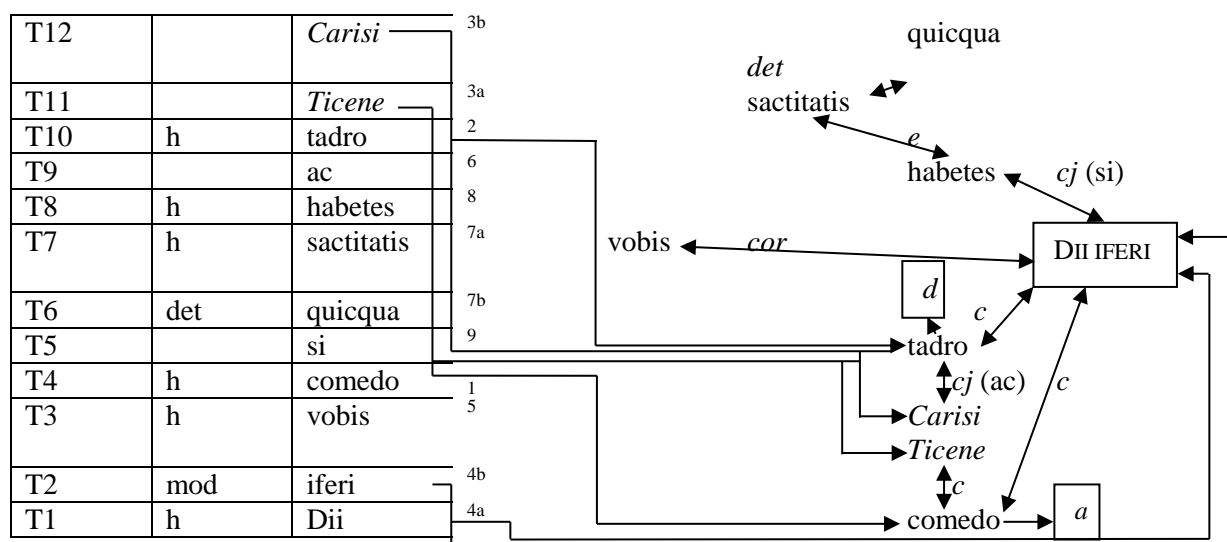 T12 Carisi 3b
T11 Ticene 3a
T10 h tadro 2
T9 ac 6
T8 h habetes 8
T7 h sactitatis 7a
T6 det quicqua 7b
T5 si 9
T4 h comedo 1
T3 h vobis 5
T2 mod iferi 4b
T1 h Dii 4a
quicqua
det
sactitatis
e
habetes cj (si)
vobis cor DII IFERI
d
c
tadro
cj (ac) c
Carisi
Ticene
c
comedo a